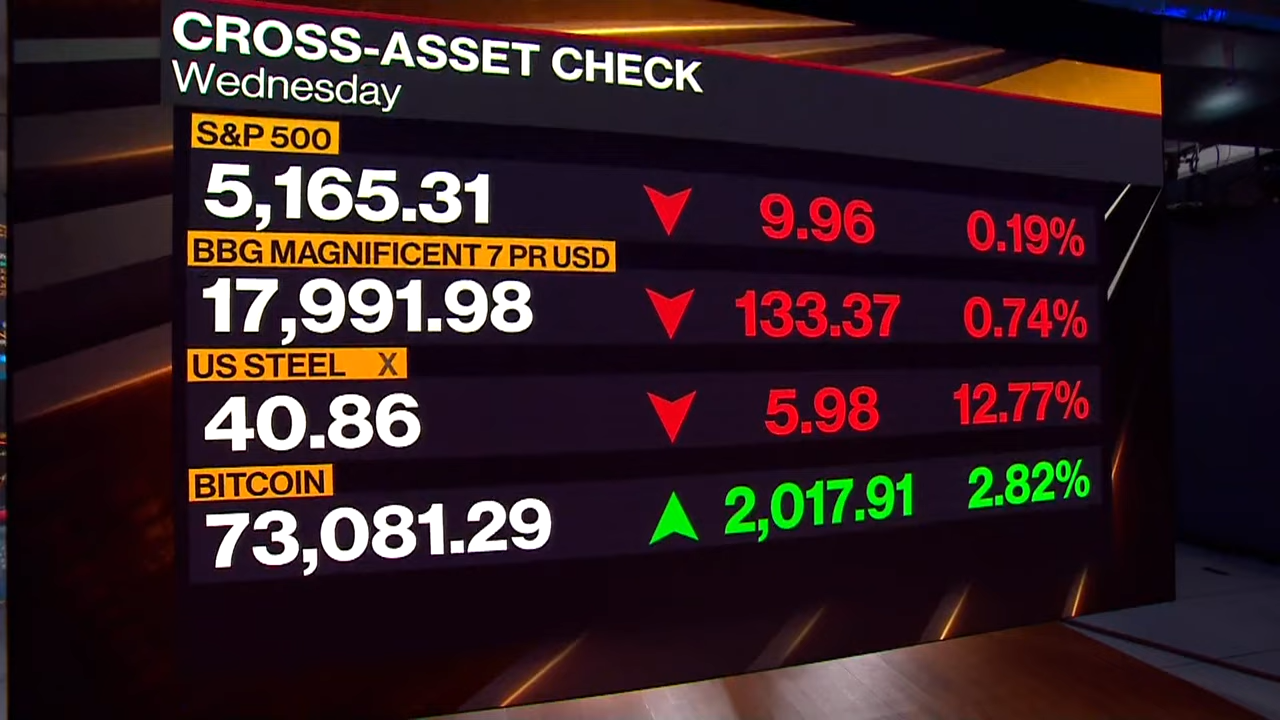 CROSS-ASSET CHECK
Wednesday
S&P 500
5,165.31 9.96 0.19%
BBG MAGNIFICENT 7 PR USD
17,991.98 133.37 0.74%
US STEEL X
40.86 5.98 12.77%
BITCOIN
73,081.29 2,017.91 2.82%